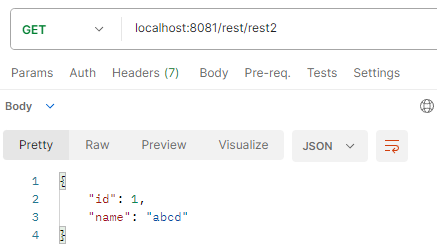 GET localhost:8081/rest/rest2
Params Auth Headers (7) Body Pre-req. Tests Settings
Body
Pretty Raw Preview Visualize JSON
1 {
2 "id": 1,
3 "name": "abcd"
4 }